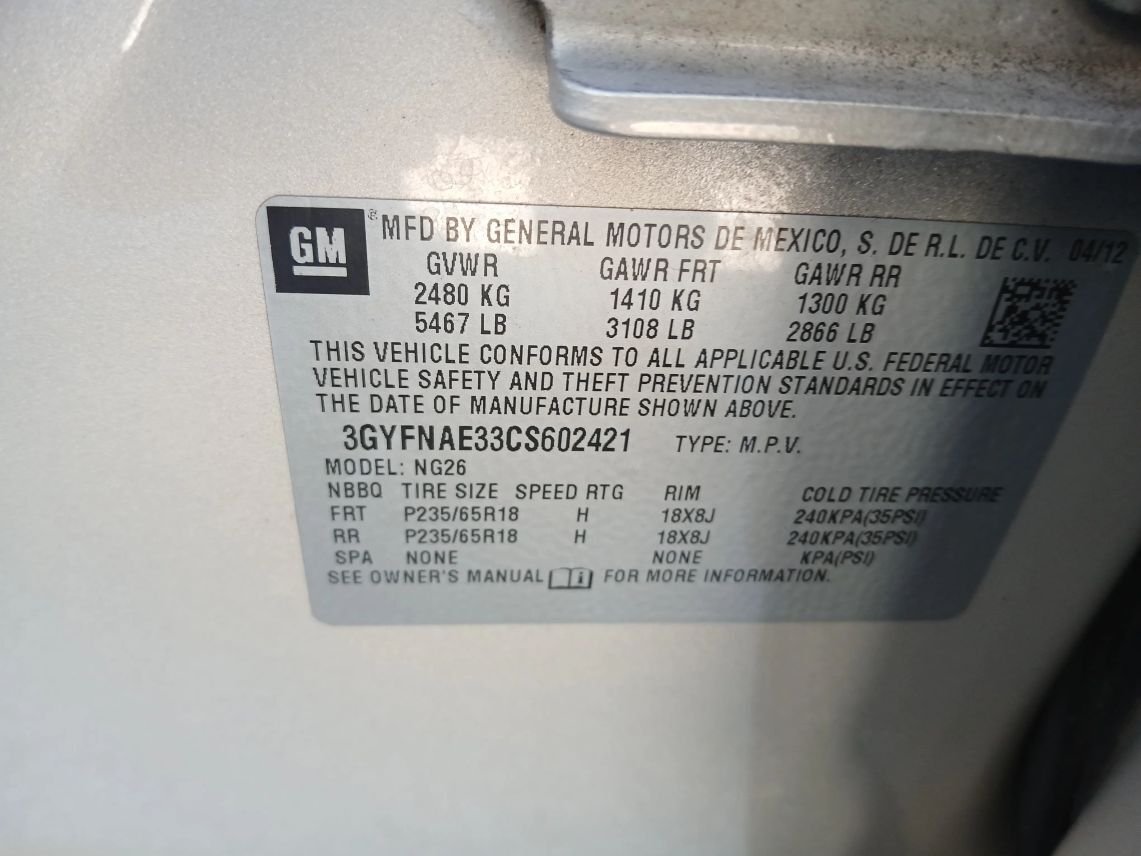 GM ® MFD BY GENERAL MOTORS DE MEXICO, S. DE R.L. DE C.V. 04/12
GVWR GAWR FRT GAWR RR
2480 KG 1410 KG 1300 KG
5467 LB 3108 LB 2866 LB
THIS VEHICLE CONFORMS TO ALL APPLICABLE U.S. FEDERAL MOTOR
VEHICLE SAFETY AND THEFT PREVENTION STANDARDS IN EFFECT ON
THE DATE OF MANUFACTURE SHOWN ABOVE.
3GYFNAE33CS602421 TYPE: M.P.V.
MODEL: NG26
NBBQ TIRE SIZE SPEED RTG RIM COLD TIRE PRESSURE
FRT P235/65R18 H 18X8J 240KPA(35PSI)
RR P235/65R18 H 18X8J 240KPA(35PSI)
SPA NONE NONE KPA(PSI)
SEE OWNER'S MANUAL i FOR MORE INFORMATION.